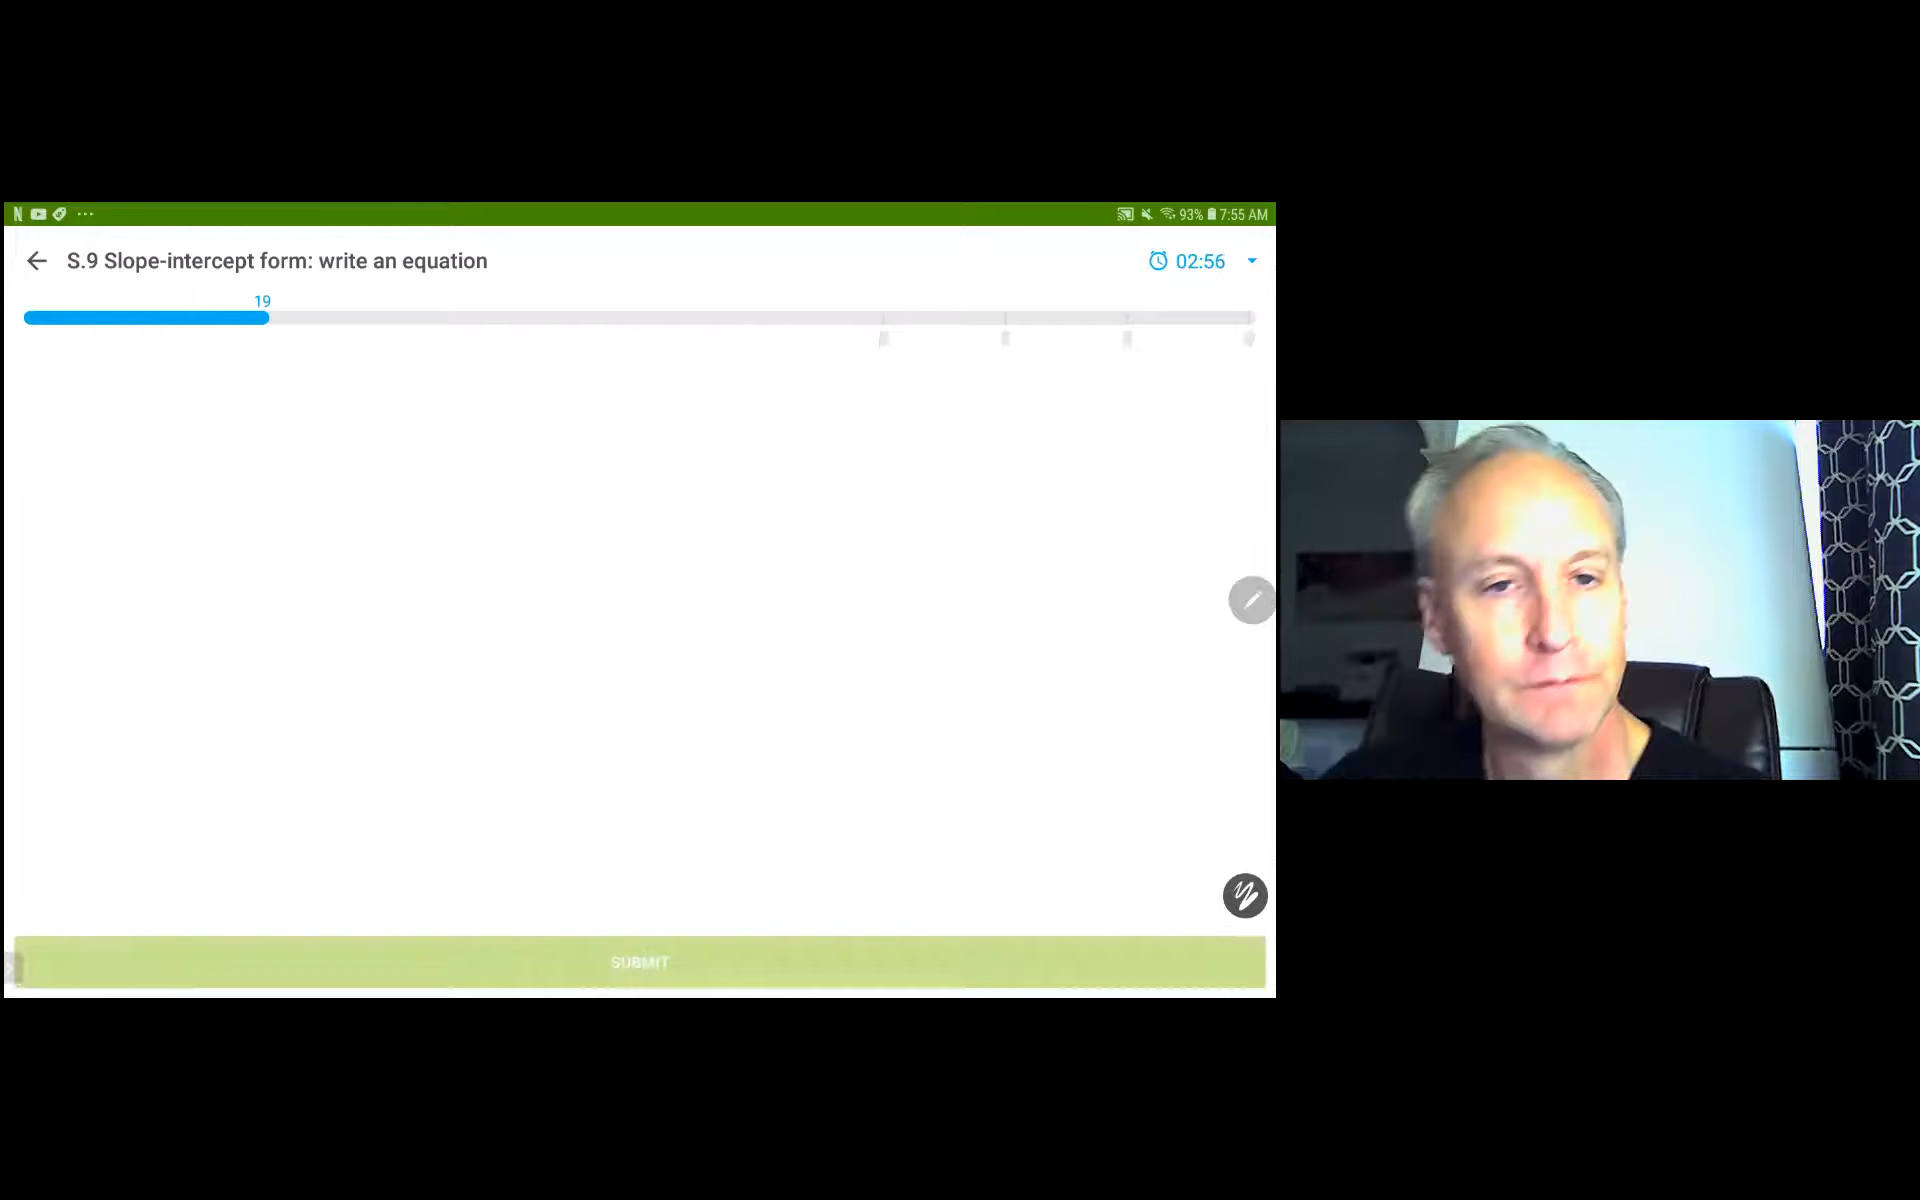 93% 7:55 AM
S.9 Slope-intercept form: write an equation
02:56
19
SUBMIT